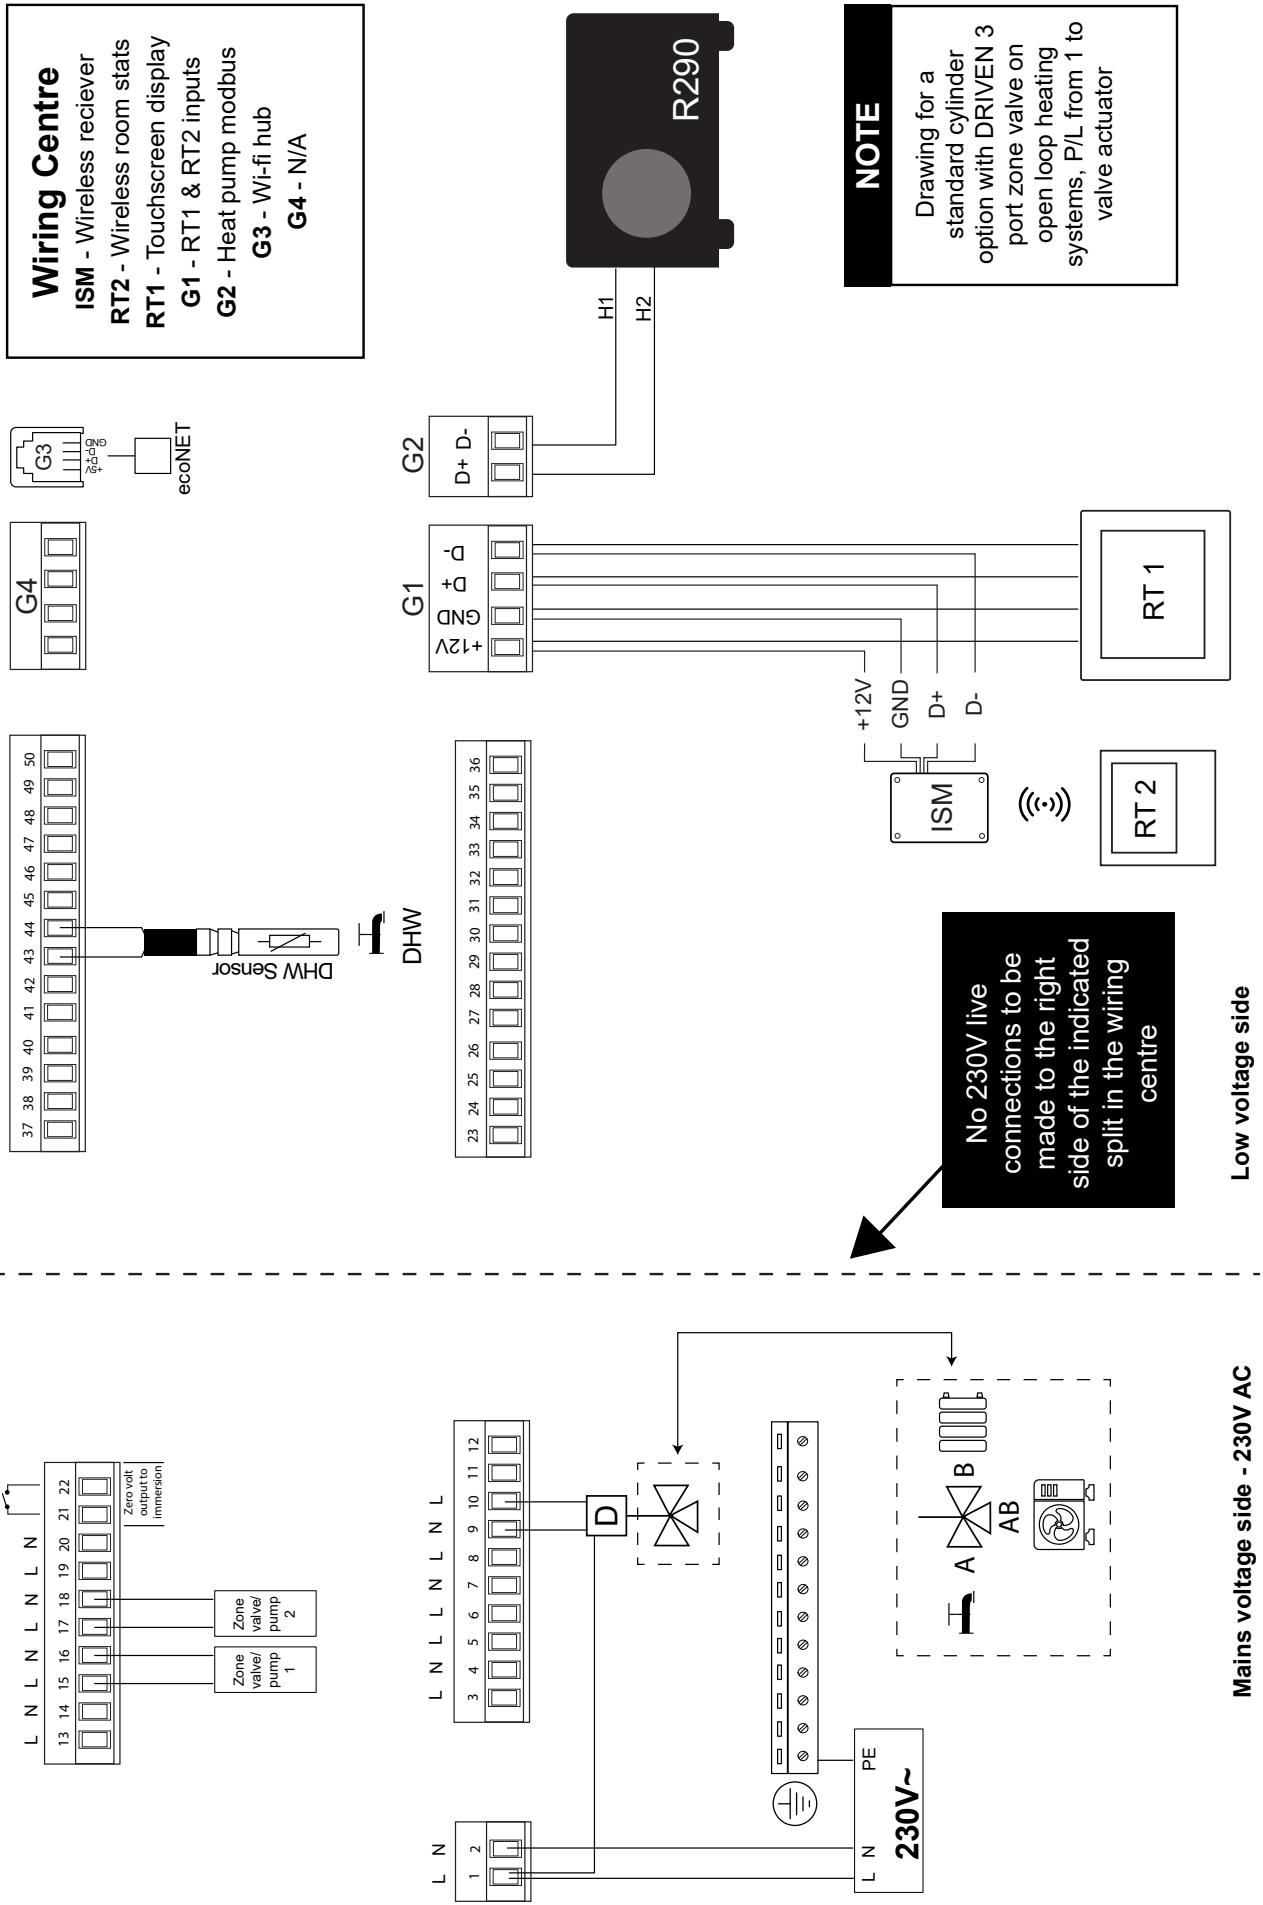 Wiring Centre
ISM - Wireless reciever
RT2 - Wireless room stats
RT1 - Touchscreen display
G1 - RT1 & RT2 inputs
G2 - Heat pump modbus
G3 - Wi-fi hub
G4 - N/A
R290
H1
H2
NOTE
Drawing for a
standard cylinder
option with DRIVEN 3
port zone valve on
open loop heating
systems, P/L from 1 to
valve actuator
G3
+5V
D+
D-
GND
ecoNET
G4
G2
D+ D-
G1
+12V
GND
D+
D-
+12V
GND
D+
D-
ISM
RT 1
RT 2
37 38 39 40 41 42 43 44 45 46 47 48 49 50
DHW Sensor
DHW
23 24 25 26 27 28 29 30 31 32 33 34 35 36
No 230V live
connections to be
made to the right
side of the indicated
split in the wiring
centre
Low voltage side
L N L N L N L N
13 14 15 16 17 18 19 20 21 22
Zero volt
output to
immersion
Zone
valve/
pump
1
Zone
valve/
pump
2
L N L L N L N L
3 4 5 6 7 8 9 10 11 12
D
L N
1 2
L N PE
230V~
A
B
AB
Mains voltage side - 230V AC